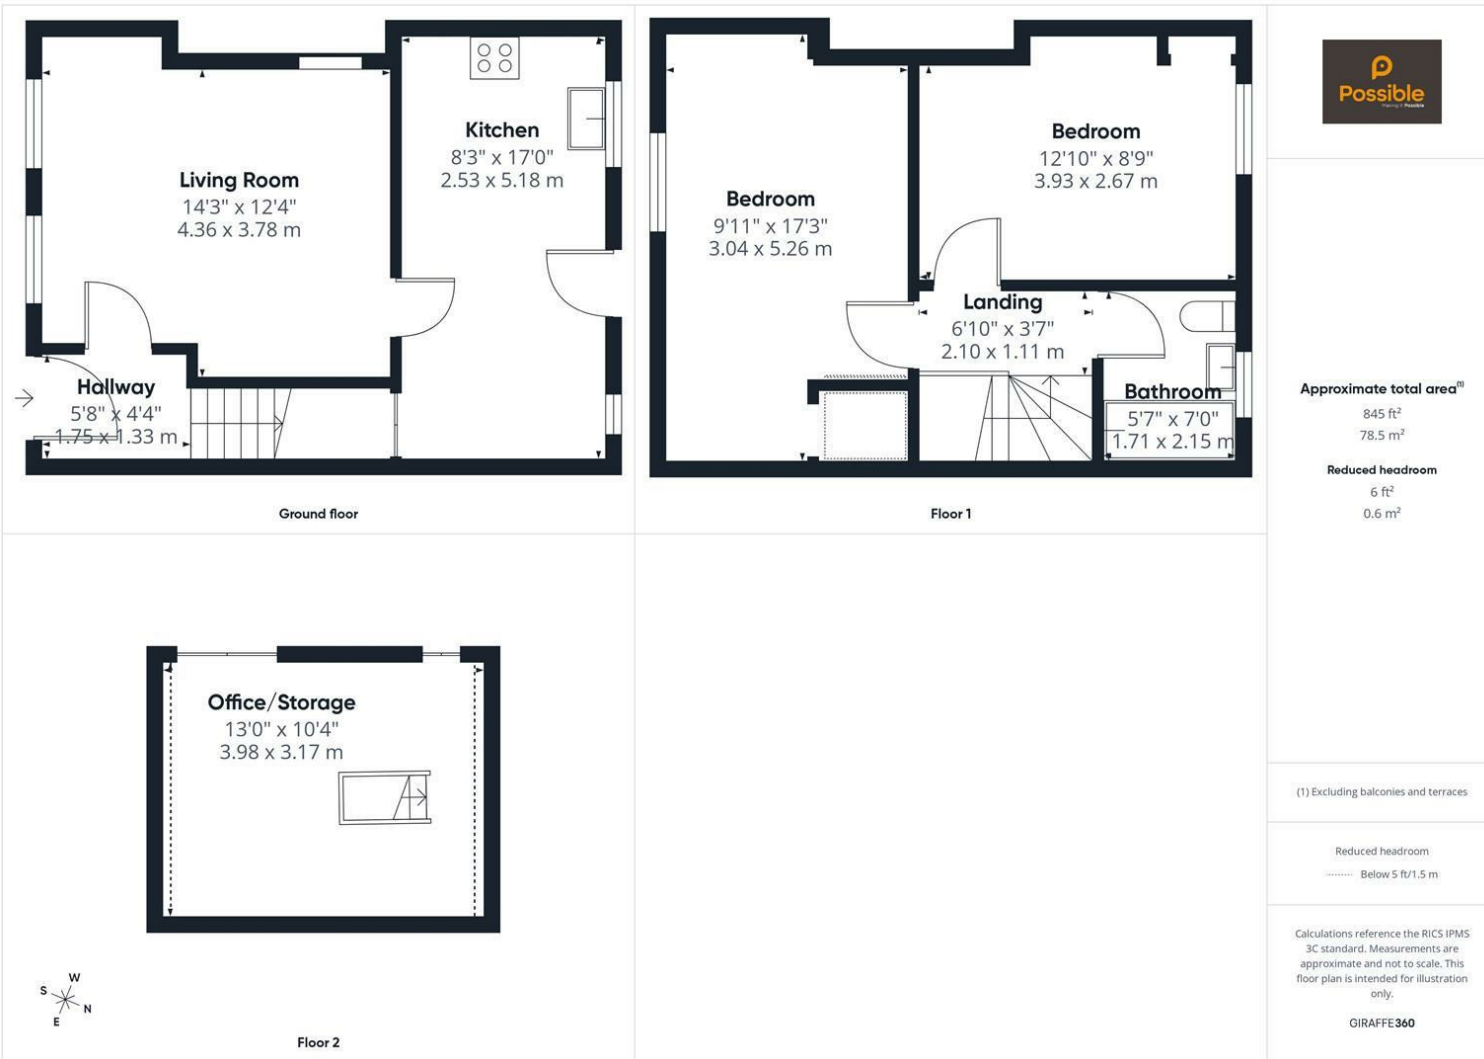 Living Room
14'3" x 12'4"
4.36 x 3.78 m
Kitchen
8'3" x 17'0"
2.53 x 5.18 m
Hallway
5'8" x 4'4"
1.75 x 1.33 m
Ground floor
Bedroom
9'11" x 17'3"
3.04 x 5.26 m
Bedroom
12'10" x 8'9"
3.93 x 2.67 m
Landing
6'10" x 3'7"
2.10 x 1.11 m
Bathroom
5'7" x 7'0"
1.71 x 2.15 m
Floor 1
Office/Storage
13'0" x 10'4"
3.98 x 3.17 m
W
S
N
E
Floor 2
Possible
Making it Possible
Approximate total area(1)
845 ft²
78.5 m²
Reduced headroom
6 ft²
0.6 m²
(1) Excluding balconies and terraces
Reduced headroom
Below 5 ft/1.5 m
Calculations reference the RICS IPMS
3C standard. Measurements are
approximate and not to scale. This
floor plan is intended for illustration
only.
GIRAFFE360